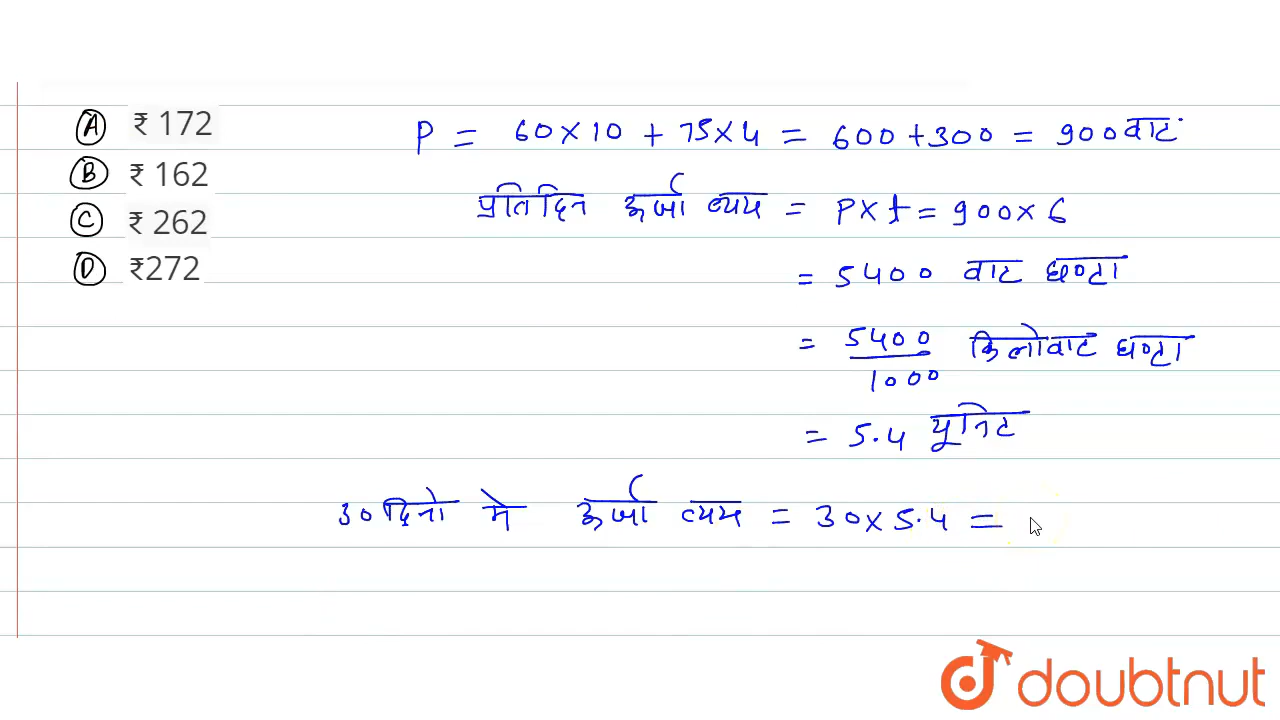 (A) ₹ 172
(B) ₹ 162
(C) ₹ 262
(D) ₹272
P = 60×10 + 75×4 = 600+300 = 900 वाट
प्रतिदिन ऊर्जा व्यय = P×t = 900×6
= 5400 वाट घण्टा
= 5400/1000 किलोवाट घण्टा
= 5.4 यूनिट
30 दिनो मे ऊर्जा व्यय = 30×5.4 =
doubtnut